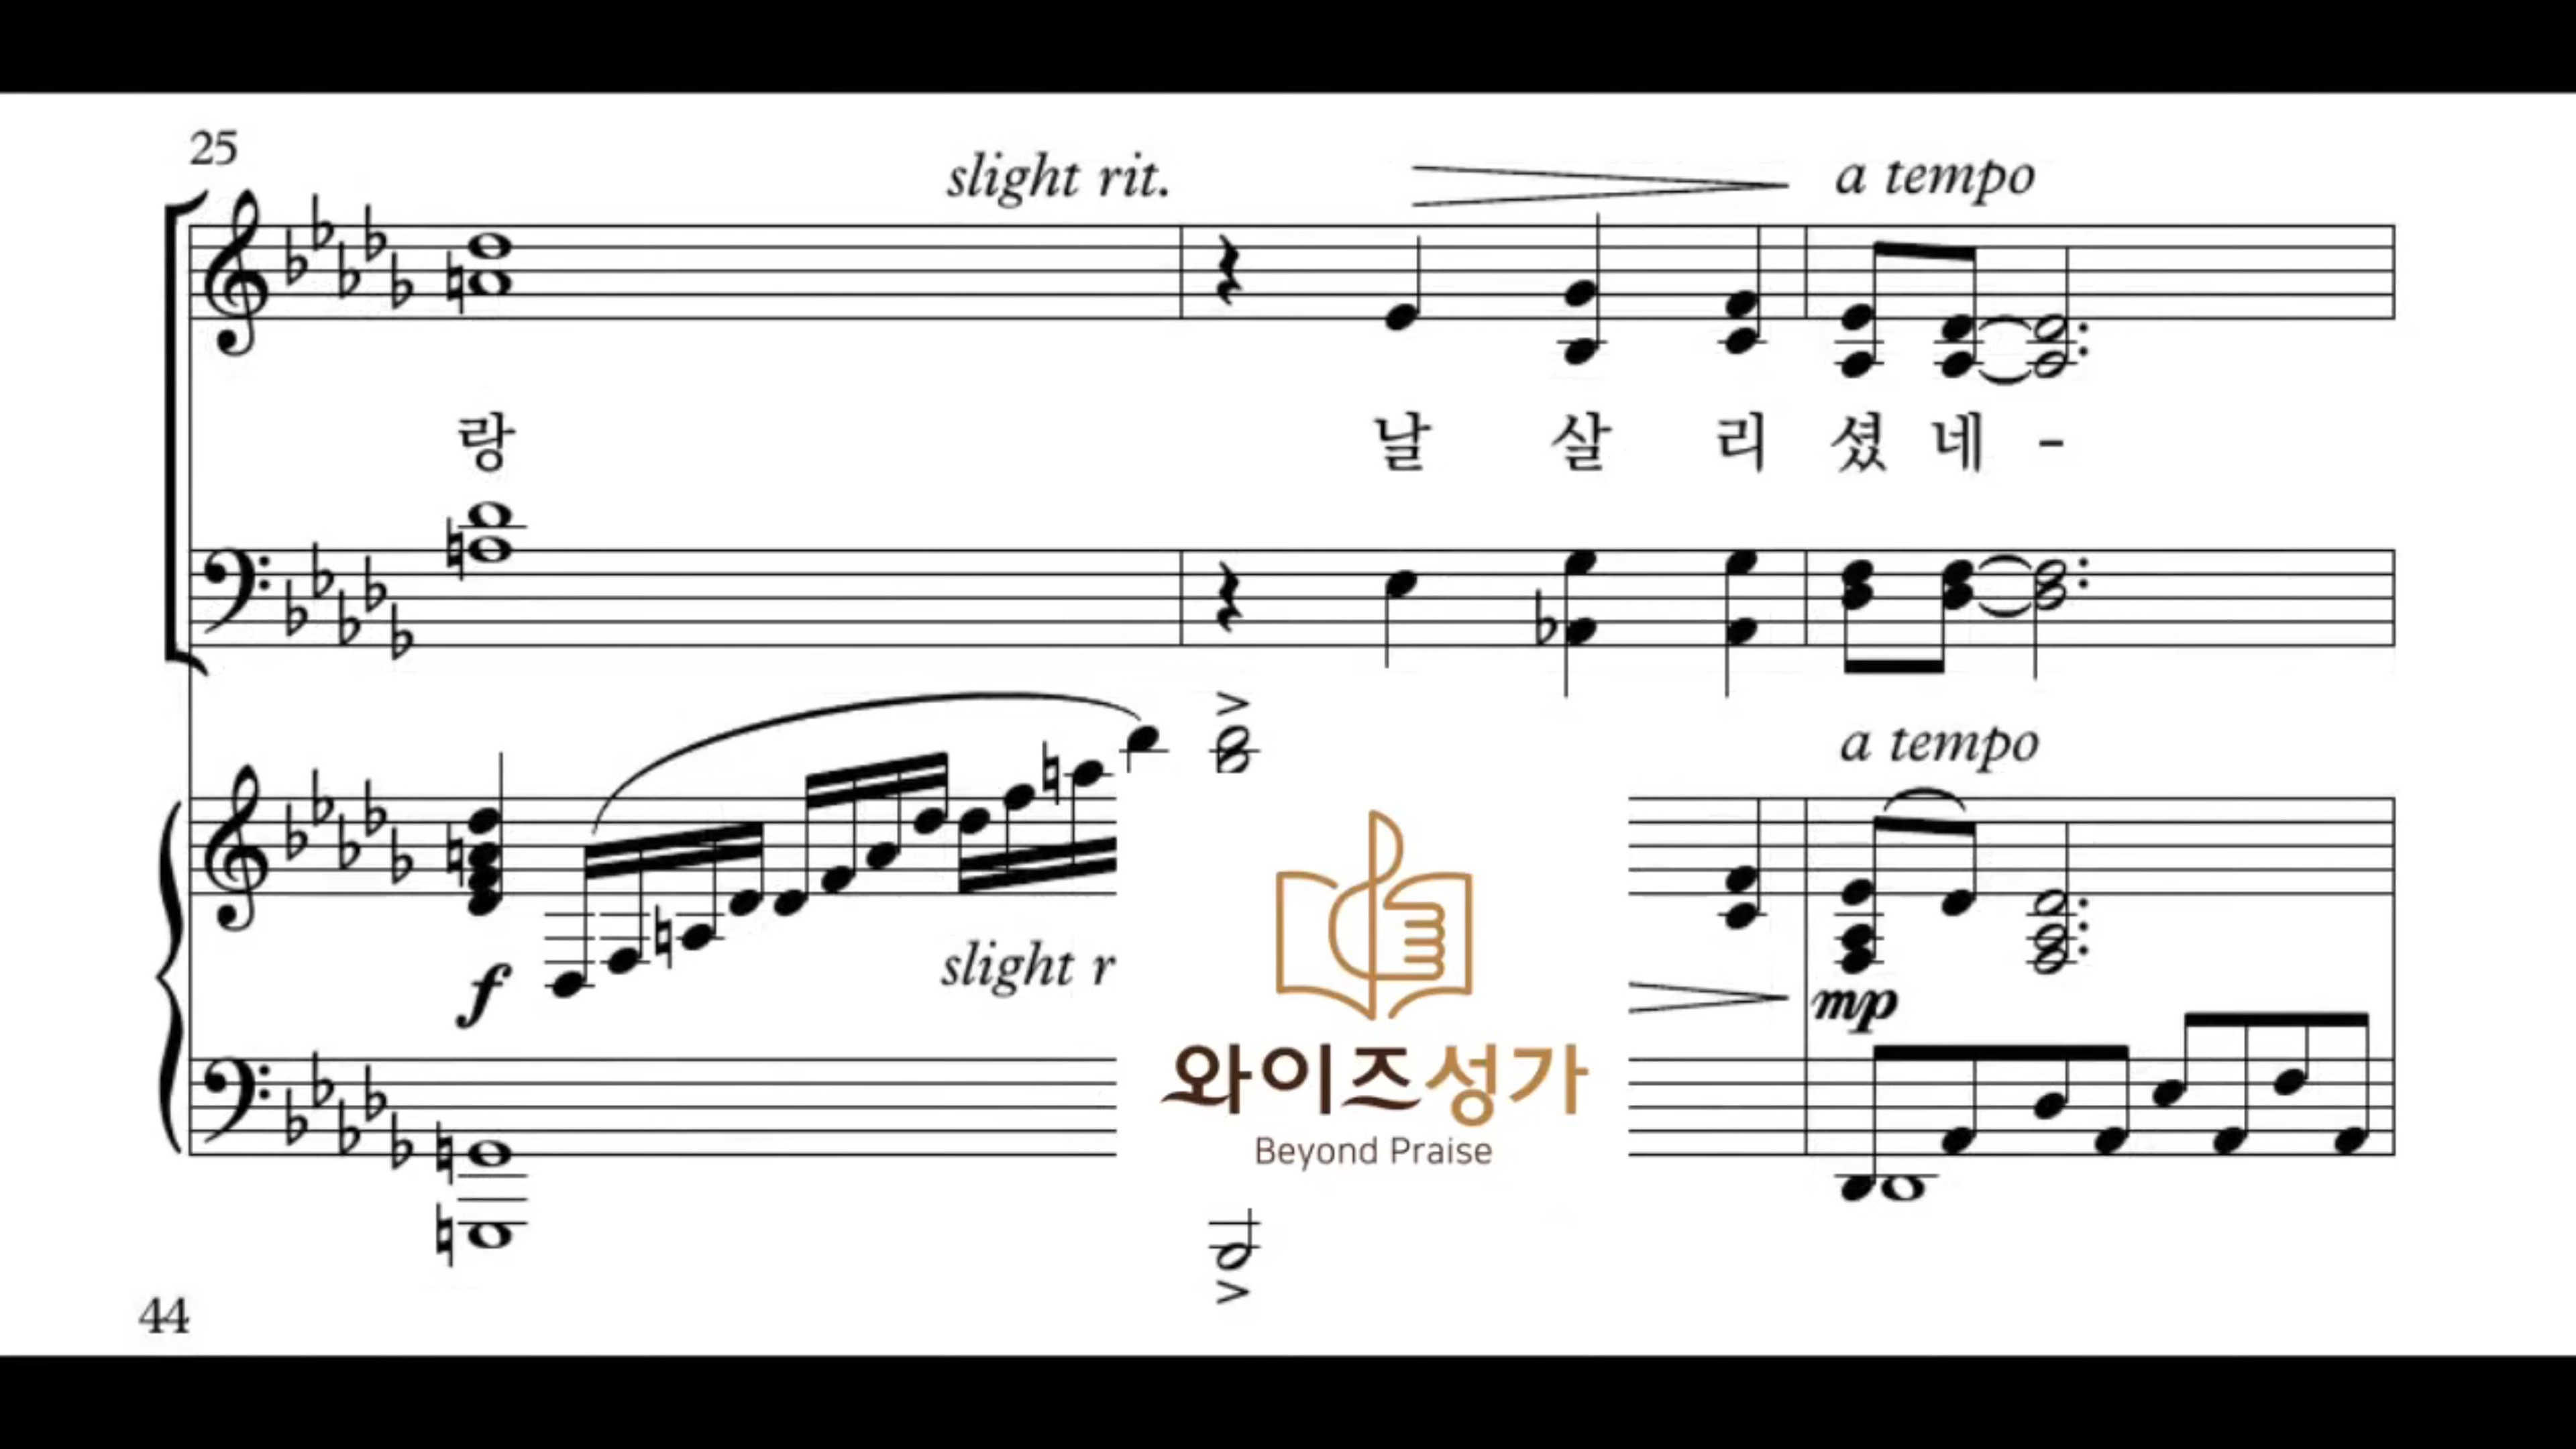 25
slight rit.
a tempo
랑 날 살 리 셨 네 -
a tempo
f
slight r
mp
와이즈성가
Beyond Praise
44